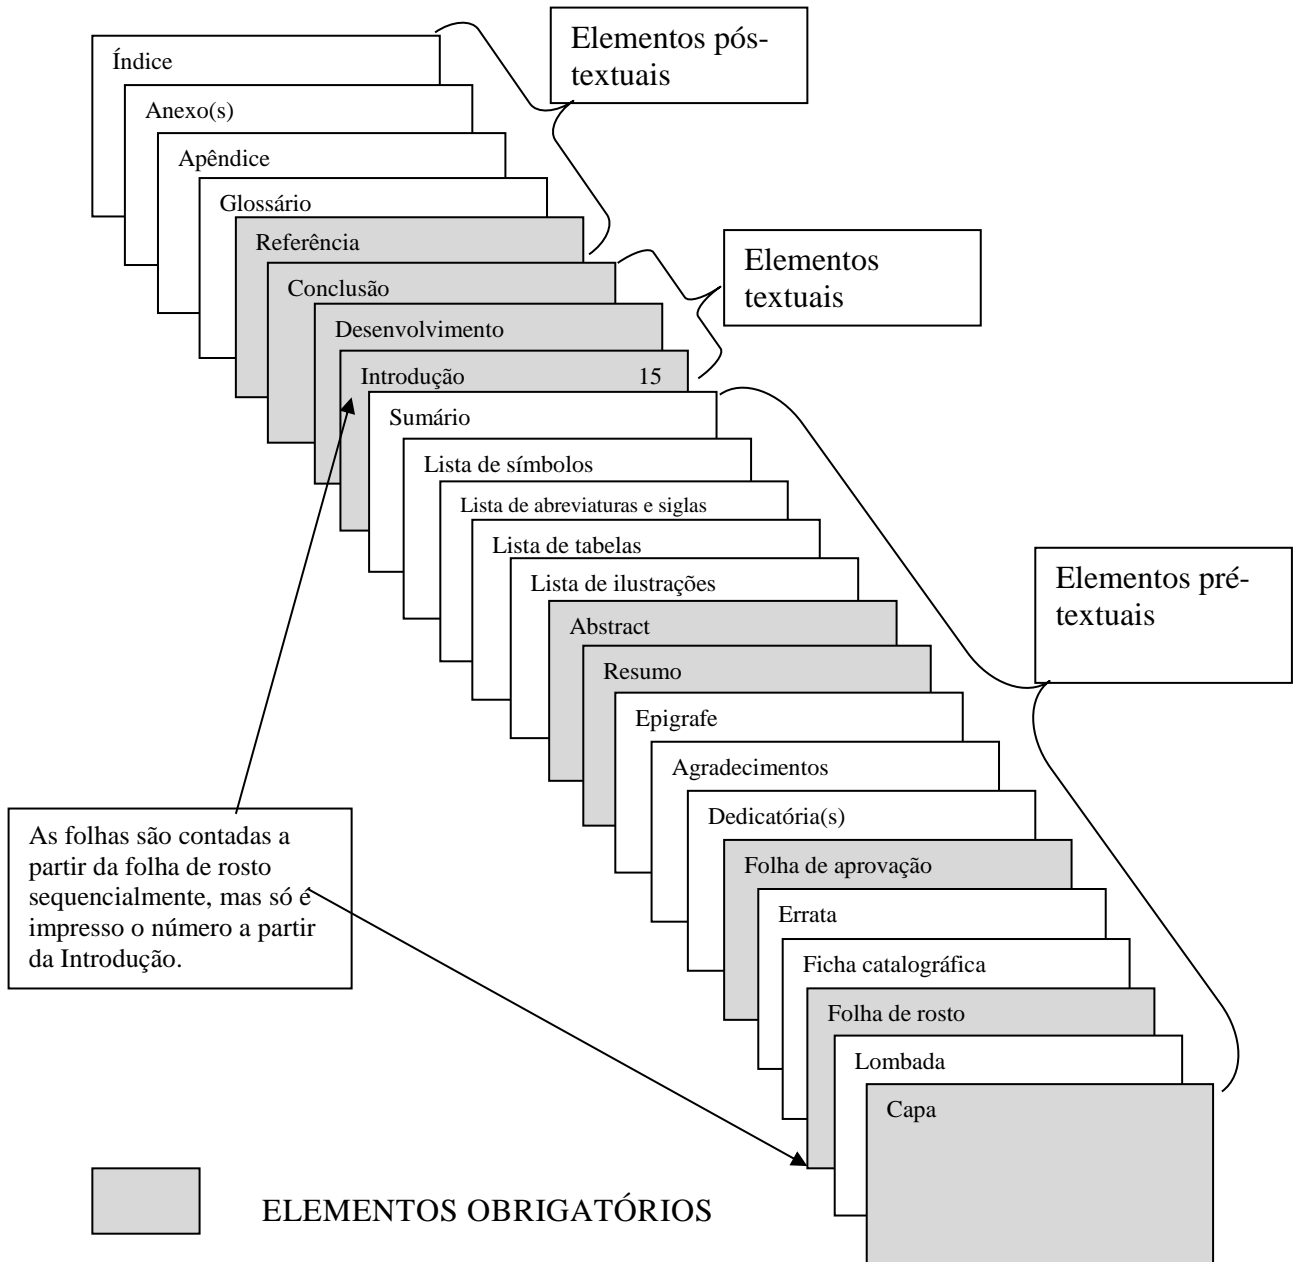 Elementos pós-
textuais
Índice
Anexo(s)
Apêndice
Glossário
Referência
Conclusão
Desenvolvimento
Introdução 15
Elementos
textuais
Sumário
Lista de símbolos
Lista de abreviaturas e siglas
Lista de tabelas
Lista de ilustrações
Abstract
Resumo
Epigrafe
Agradecimentos
Dedicatória(s)
Folha de aprovação
Errata
Ficha catalográfica
Folha de rosto
Lombada
Capa
Elementos pré-
textuais
As folhas são contadas a
partir da folha de rosto
sequencialmente, mas só é
impresso o número a partir
da Introdução.
ELEMENTOS OBRIGATÓRIOS